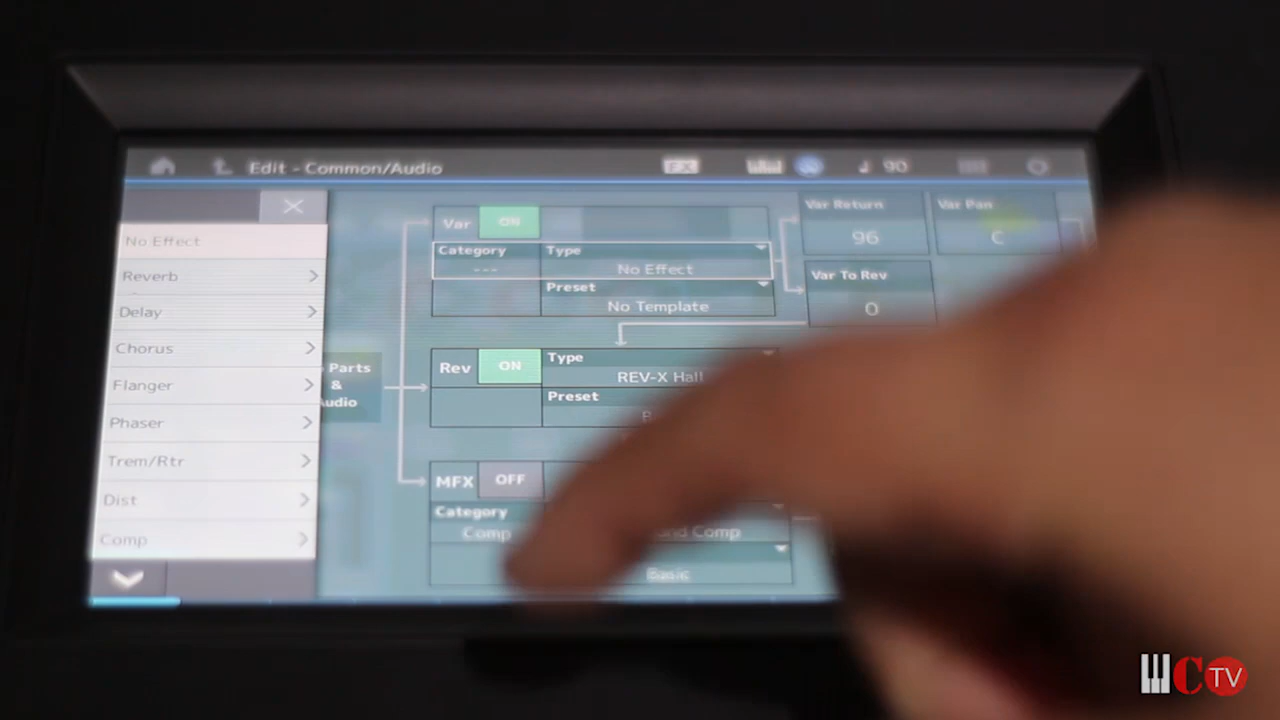 Edit - Common/Audio
FX
90
No Effect
Reverb
Delay
Chorus
Flanger
Phaser
Trem/Rtr
Dist
Comp
Parts
&
Audio
Var
ON
Category
Type
---
No Effect
Preset
No Template
Var Return
96
Var Pan
C
Var To Rev
0
Rev
ON
Type
REV-X Hall
Preset
MFX
OFF
Category
Comp
Comp
Basic
C
TV